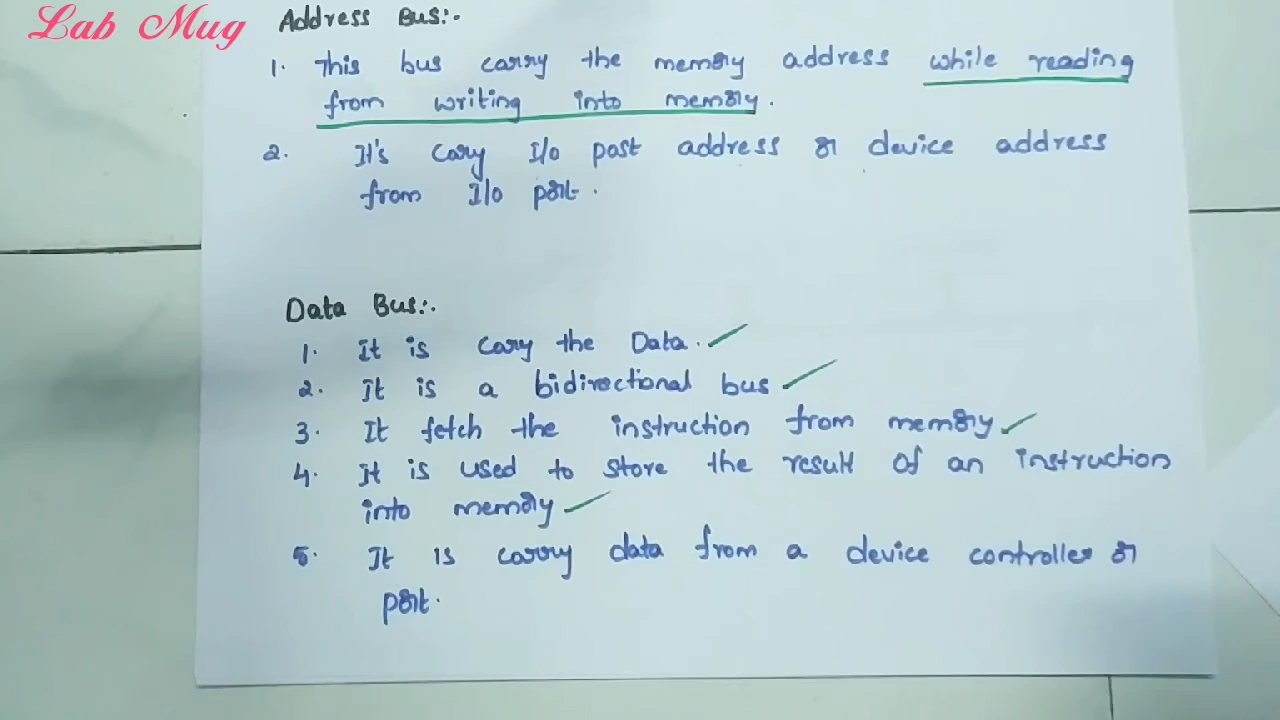 Lab Mug
Address Bus:-
1. This bus carry the memory address while reading
from writing into memory.
2. It's cary I/o post address or device address
from I/o port.
Data Bus:-
1. It is cary the Data.
2. It is a bidirectional bus
3. It fetch the instruction from memory
4. It is used to store the result of an instruction
into memory
5. It is carry data from a device controller or
port.